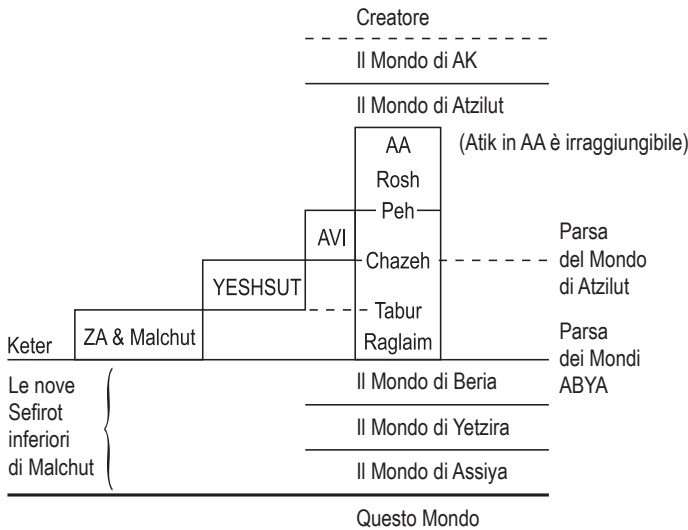 Creatore
Il Mondo di AK
Il Mondo di Atzilut
AA
(Atik in AA è irraggiungibile)
Rosh
Peh
AVI
Chazeh
Parsa
del Mondo
di Atzilut
YESHSUT
Tabur
Keter
ZA & Malchut
Raglaim
Parsa
dei Mondi
ABYA
Le nove
Sefirot
inferiori
di Malchut
Il Mondo di Beria
Il Mondo di Yetzira
Il Mondo di Assiya
Questo Mondo